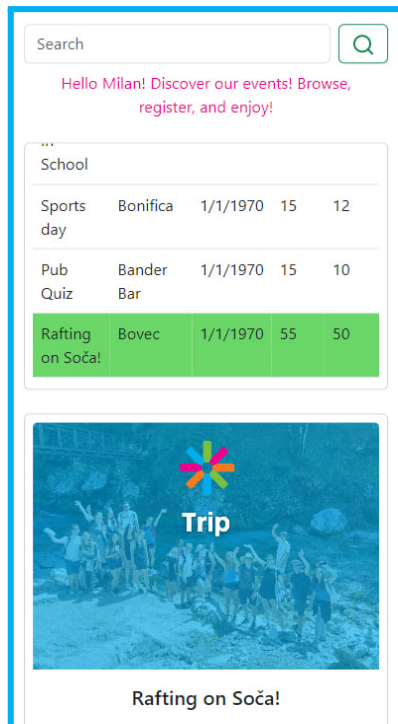 Search
Hello Milan! Discover our events! Browse,
register, and enjoy!
School
Sports day Bonifica 1/1/1970 15 12
Pub Quiz Bander Bar 1/1/1970 15 10
Rafting on Soča! Bovec 1/1/1970 55 50
Trip
Rafting on Soča!